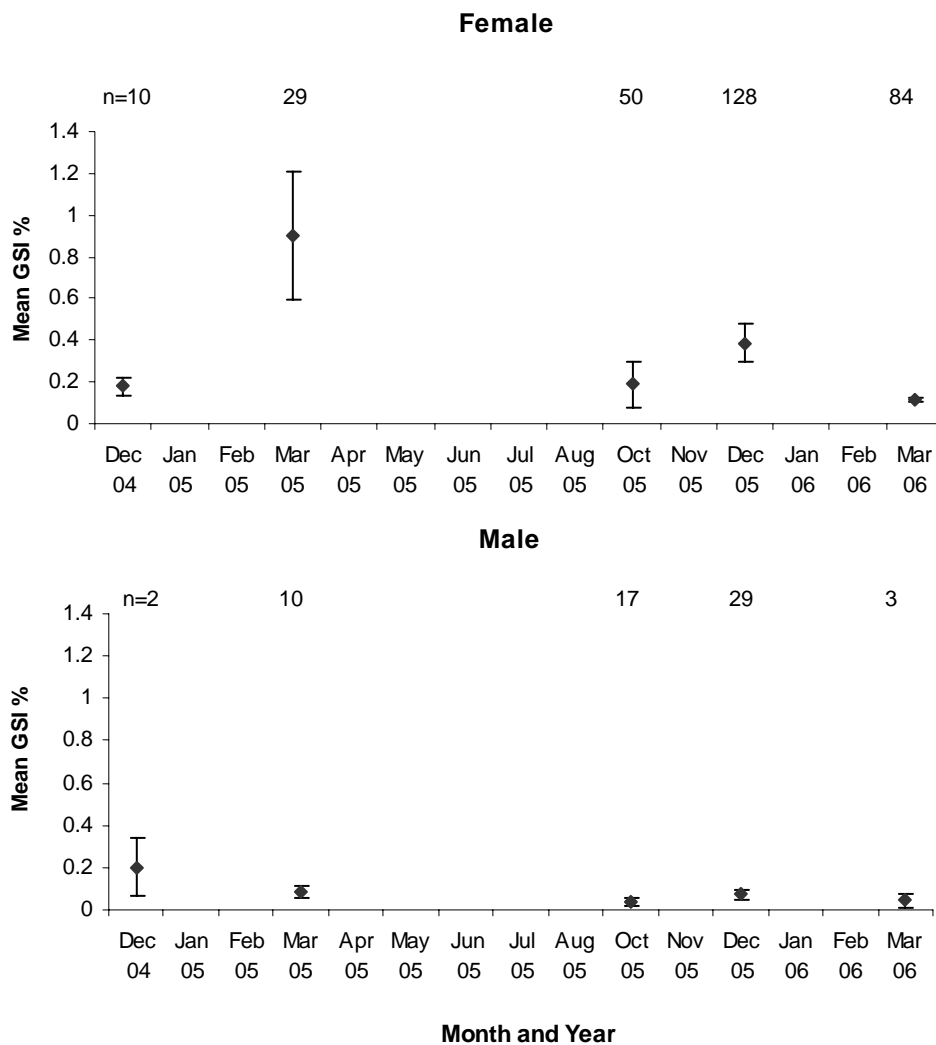 Female
n=10 29 50 128 84
1.4
1.2
1
0.8
0.6
0.4
0.2
0
Mean GSI %
Dec Jan Feb Mar Apr May Jun Jul Aug Oct Nov Dec Jan Feb Mar
04 05 05 05 05 05 05 05 05 05 05 05 06 06 06
Male
n=2 10 17 29 3
1.4
1.2
1
0.8
0.6
0.4
0.2
0
Mean GSI %
Dec Jan Feb Mar Apr May Jun Jul Aug Oct Nov Dec Jan Feb Mar
04 05 05 05 05 05 05 05 05 05 05 05 06 06 06
Month and Year